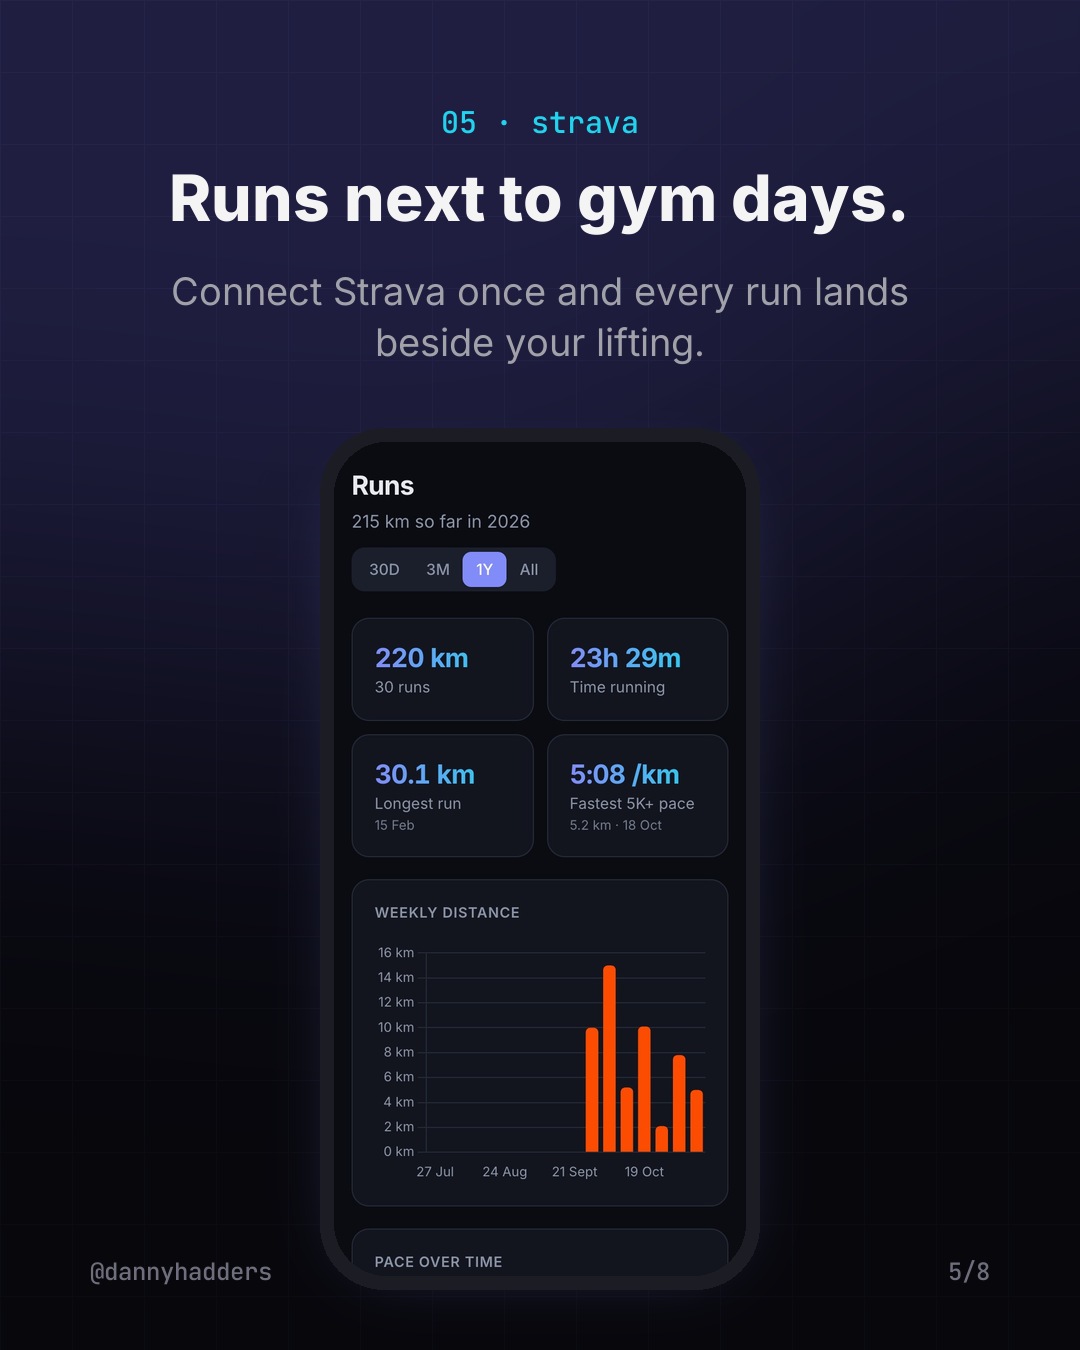 05 · strava
Runs next to gym days.
Connect Strava once and every run lands
beside your lifting.
Runs
215 km so far in 2026
30D 3M 1Y All
220 km
30 runs
23h 29m
Time running
30.1 km
Longest run
15 Feb
5:08 /km
Fastest 5K+ pace
5.2 km · 18 Oct
WEEKLY DISTANCE
16 km
14 km
12 km
10 km
8 km
6 km
4 km
2 km
0 km
27 Jul 24 Aug 21 Sept 19 Oct
PACE OVER TIME
@dannyhadders
5/8